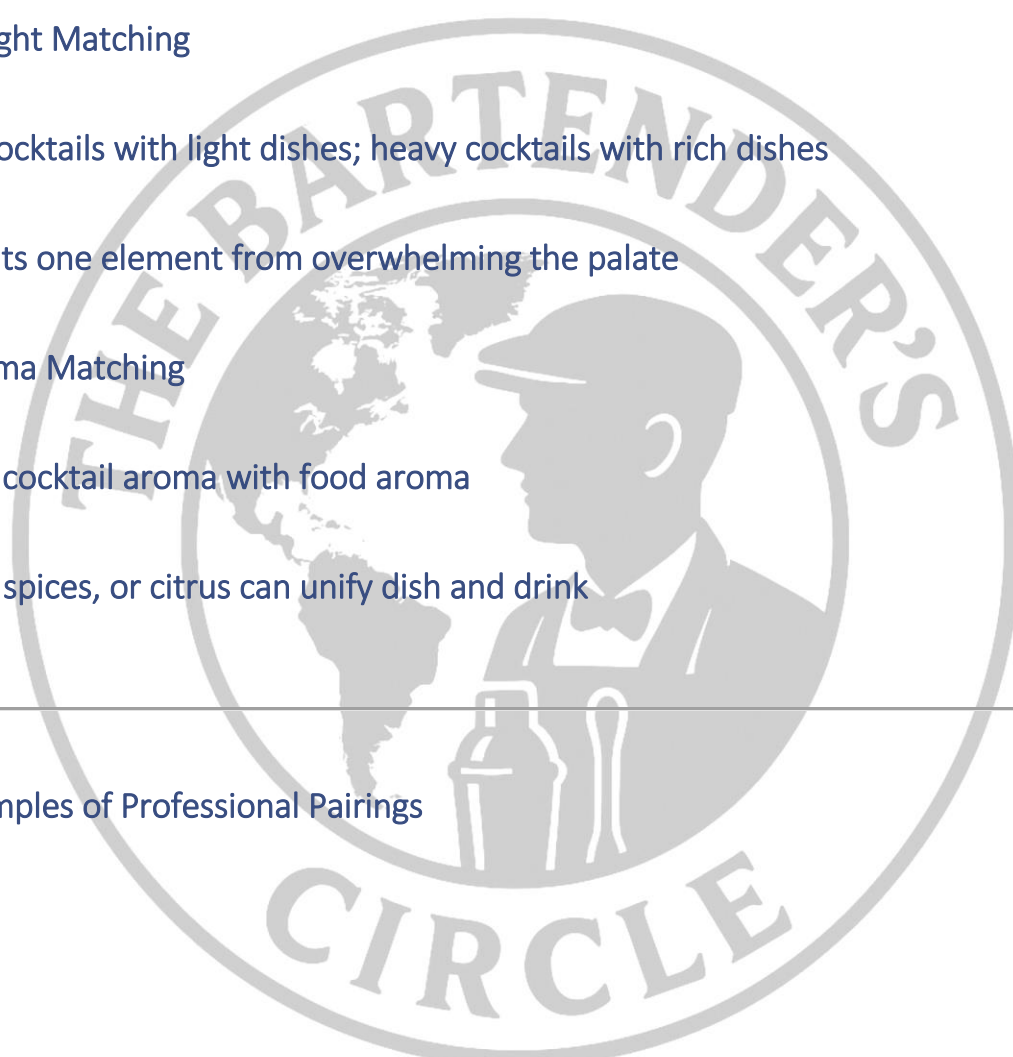 ght Matching
ocktails with light dishes; heavy cocktails with rich dishes
ts one element from overwhelming the palate
ma Matching
cocktail aroma with food aroma
spices, or citrus can unify dish and drink
mples of Professional Pairings
THE BARTENDER'S
CIRCLE